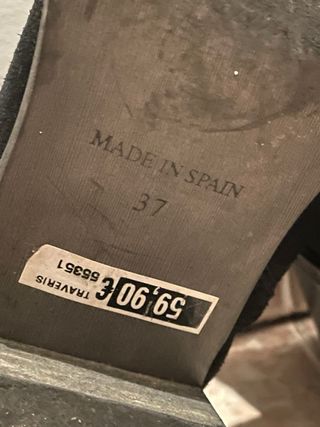 MADE IN SPAIN
37
59,90 €
TRAVERIS
55351